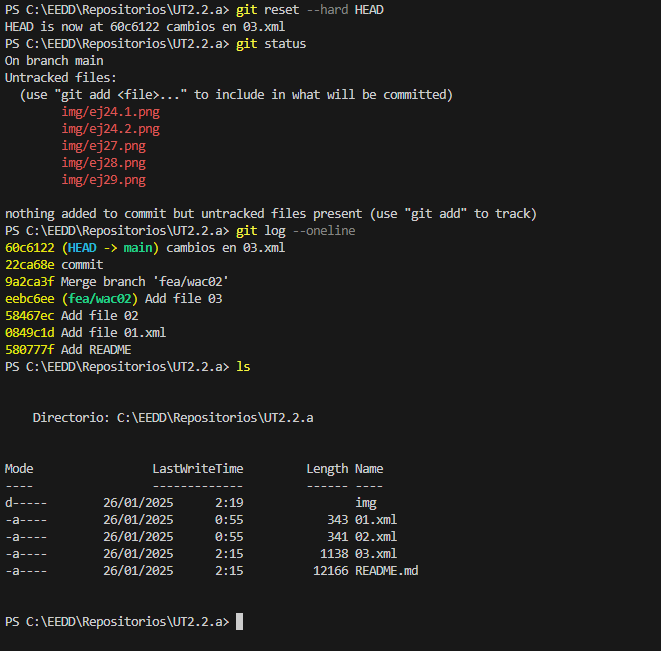 PS C:\EEDD\Repositorios\UT2.2.a> git reset --hard HEAD
HEAD is now at 60c6122 cambios en 03.xml
PS C:\EEDD\Repositorios\UT2.2.a> git status
On branch main
Untracked files:
  (use "git add <file>..." to include in what will be committed)
        img/ej24.1.png
        img/ej24.2.png
        img/ej27.png
        img/ej28.png
        img/ej29.png

nothing added to commit but untracked files present (use "git add" to track)
PS C:\EEDD\Repositorios\UT2.2.a> git log --oneline
60c6122 (HEAD -> main) cambios en 03.xml
22ca68e commit
9a2ca3f Merge branch 'fea/wac02'
eebc6ee (fea/wac02) Add file 03
58467ec Add file 02
0849c1d Add file 01.xml
580777f Add README
PS C:\EEDD\Repositorios\UT2.2.a> ls

    Directorio: C:\EEDD\Repositorios\UT2.2.a

Mode                 LastWriteTime         Length Name
----                 -------------         ------ ----
d-----        26/01/2025      2:19                img
-a----        26/01/2025      0:55            343 01.xml
-a----        26/01/2025      0:55            341 02.xml
-a----        26/01/2025      2:15           1138 03.xml
-a----        26/01/2025      2:15          12166 README.md

PS C:\EEDD\Repositorios\UT2.2.a>